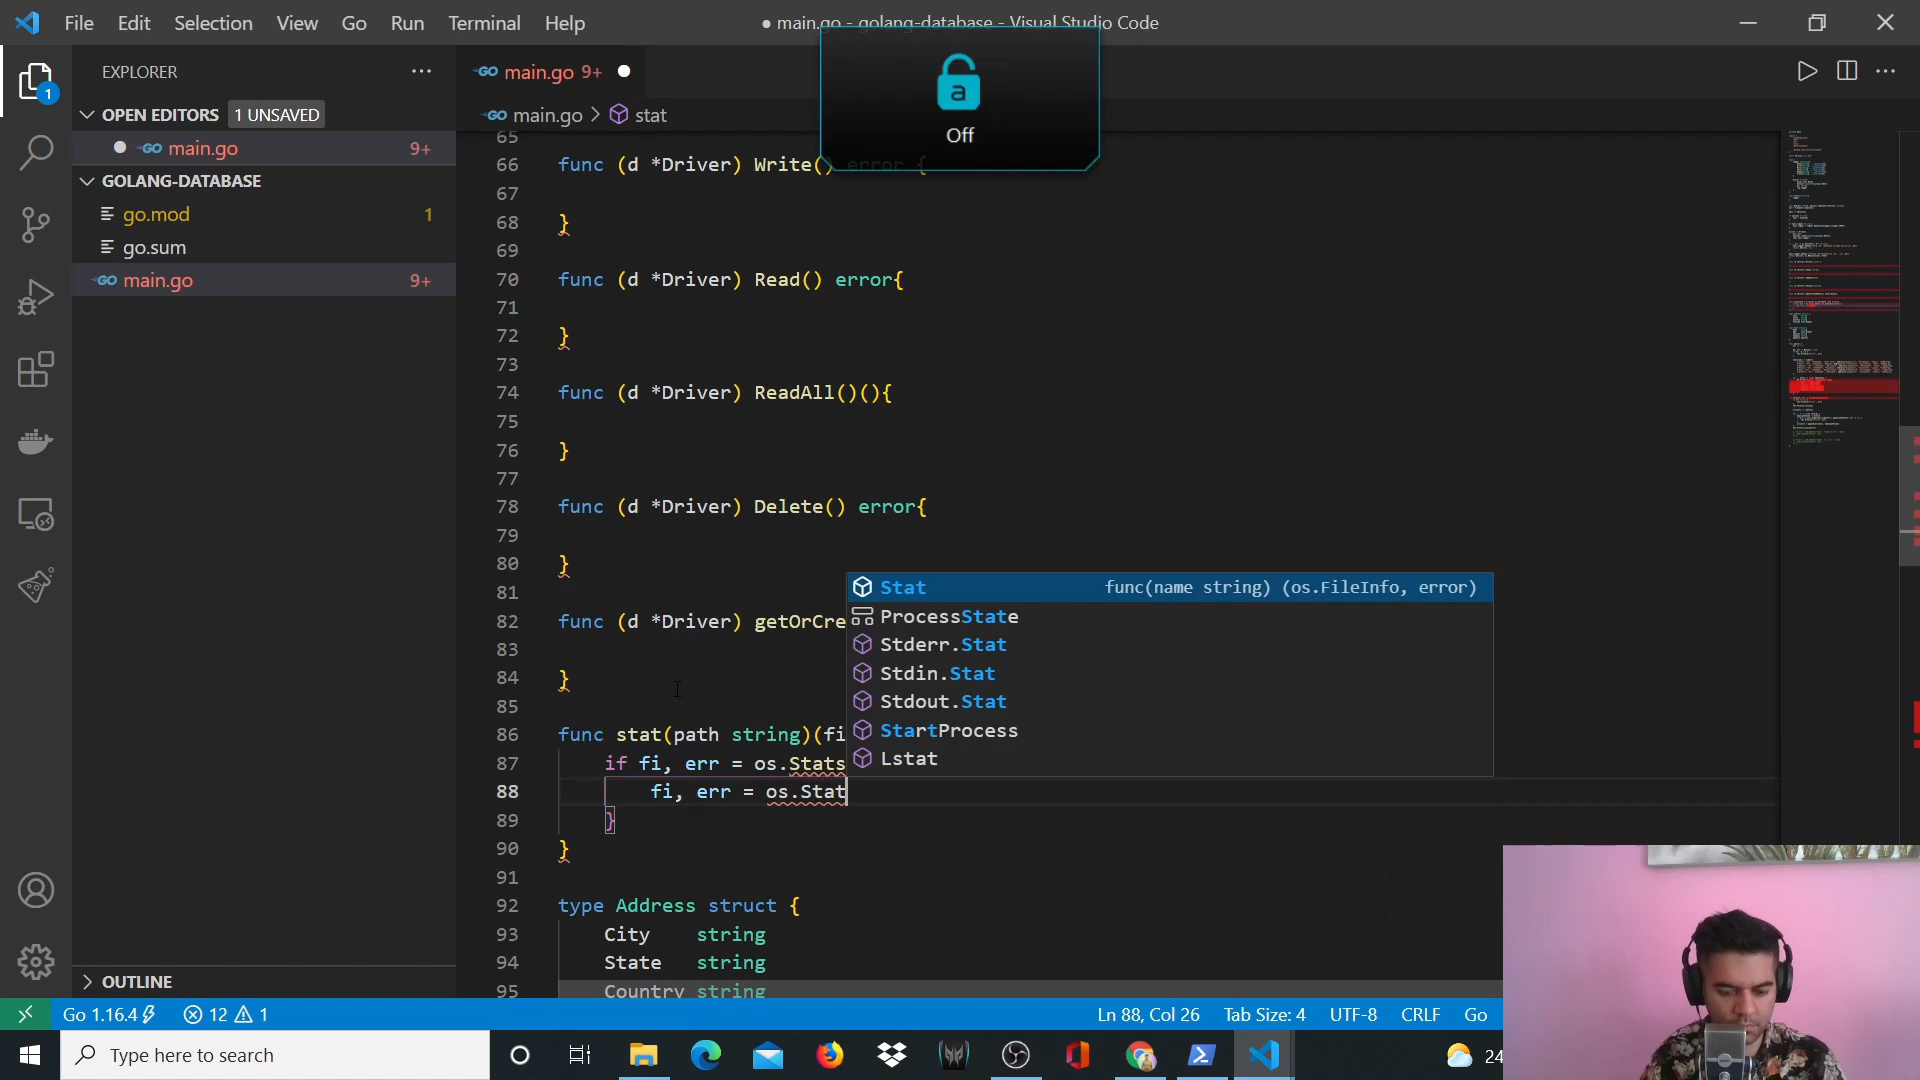 File Edit Selection View Go Run Terminal Help
● main.go - golang-database - Visual Studio Code
a
Off
EXPLORER
OPEN EDITORS 1 UNSAVED
main.go 9+
GOLANG-DATABASE
go.mod 1
go.sum
main.go 9+
OUTLINE
1
main.go 9+
main.go > stat
65
66 func (d *Driver) Write() error {
67
68 }
69
70 func (d *Driver) Read() error{
71
72 }
73
74 func (d *Driver) ReadAll()(){
75
76 }
77
78 func (d *Driver) Delete() error{
79
80 }
81
82 func (d *Driver) getOrCre
83
84 }
85
86 func stat(path string)(fi
87 if fi, err = os.Stats
88 fi, err = os.Stat
89 }
90 }
91
92 type Address struct {
93 City string
94 State string
95 Country string
Stat func(name string) (os.FileInfo, error)
ProcessState
Stderr.Stat
Stdin.Stat
Stdout.Stat
StartProcess
Lstat
Go 1.16.4 12 1 Ln 88, Col 26 Tab Size: 4 UTF-8 CRLF Go
Type here to search
24